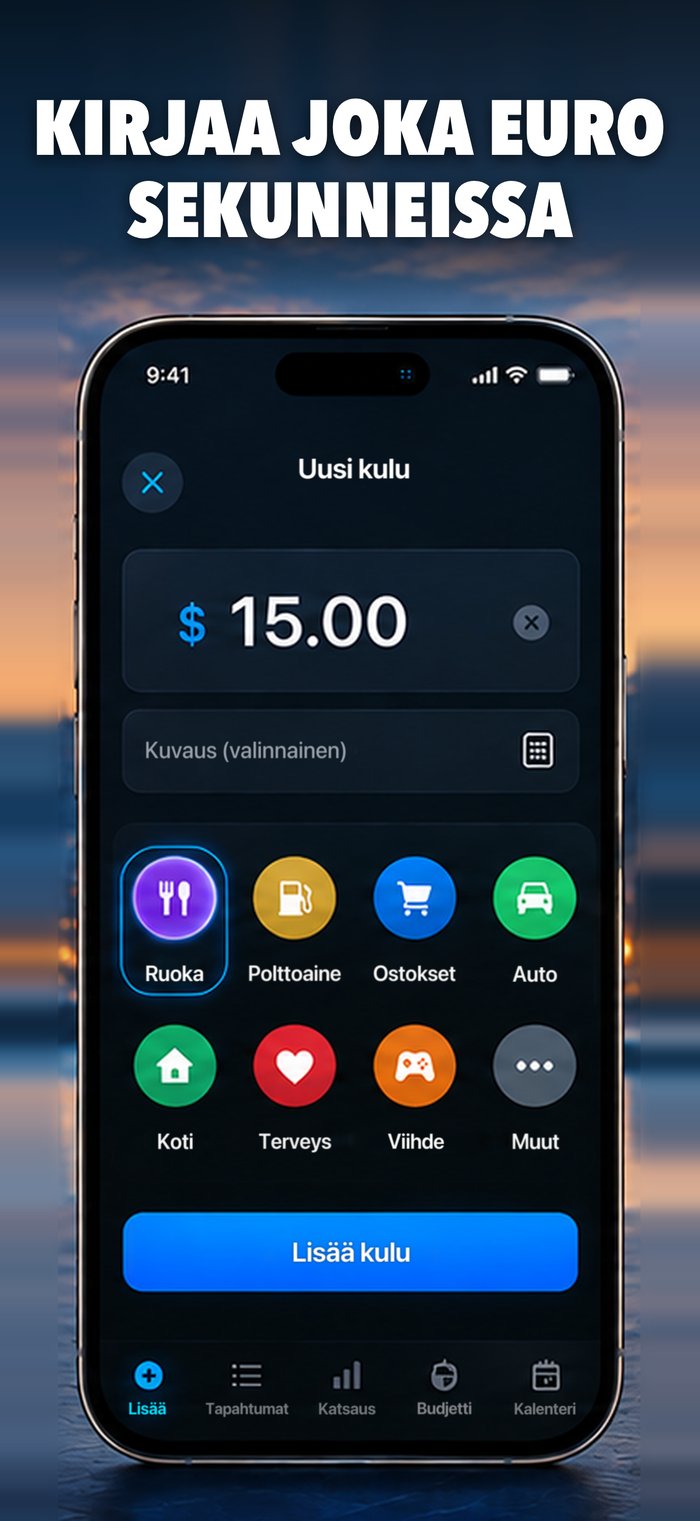 KIRJAA JOKA EURO
SEKUNNEISSA
9:41
Uusi kulu
$ 15.00
Kuvaus (valinnainen)
Ruoka Polttoaine Ostokset Auto
Koti Terveys Viihde Muut
Lisää kulu
Lisää Tapahtumat Katsaus Budjetti Kalenteri